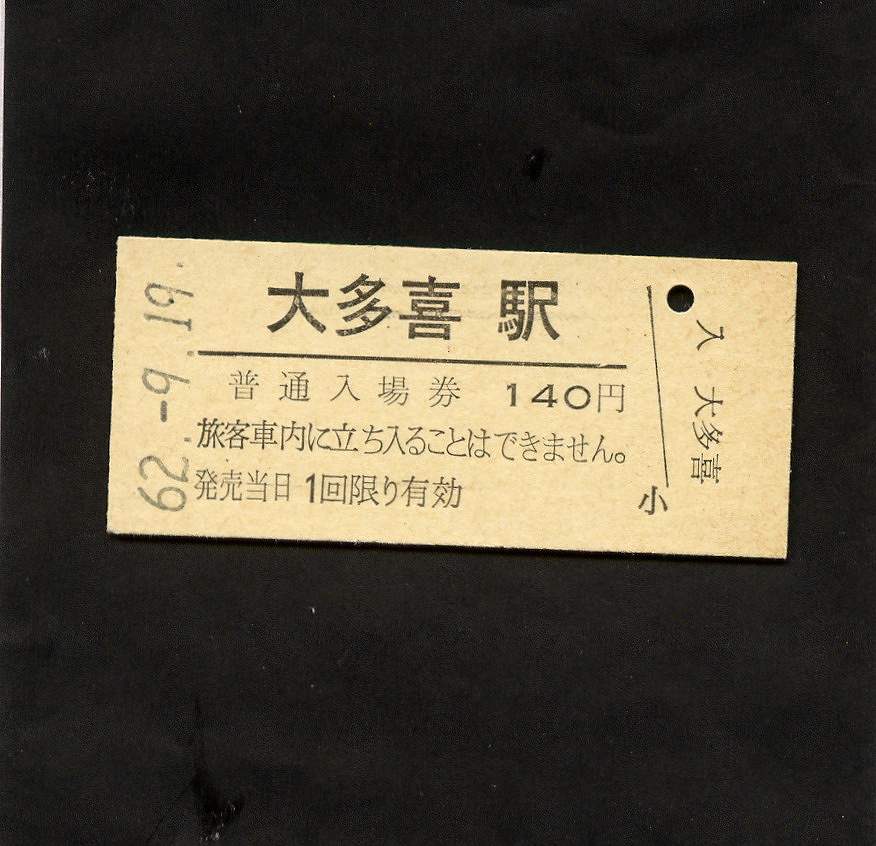 大多喜駅
普通入場券 140円
旅客車内に立ち入ることはできません。
発売当日1回限り有効
62.-9.19.
小
入 大多喜